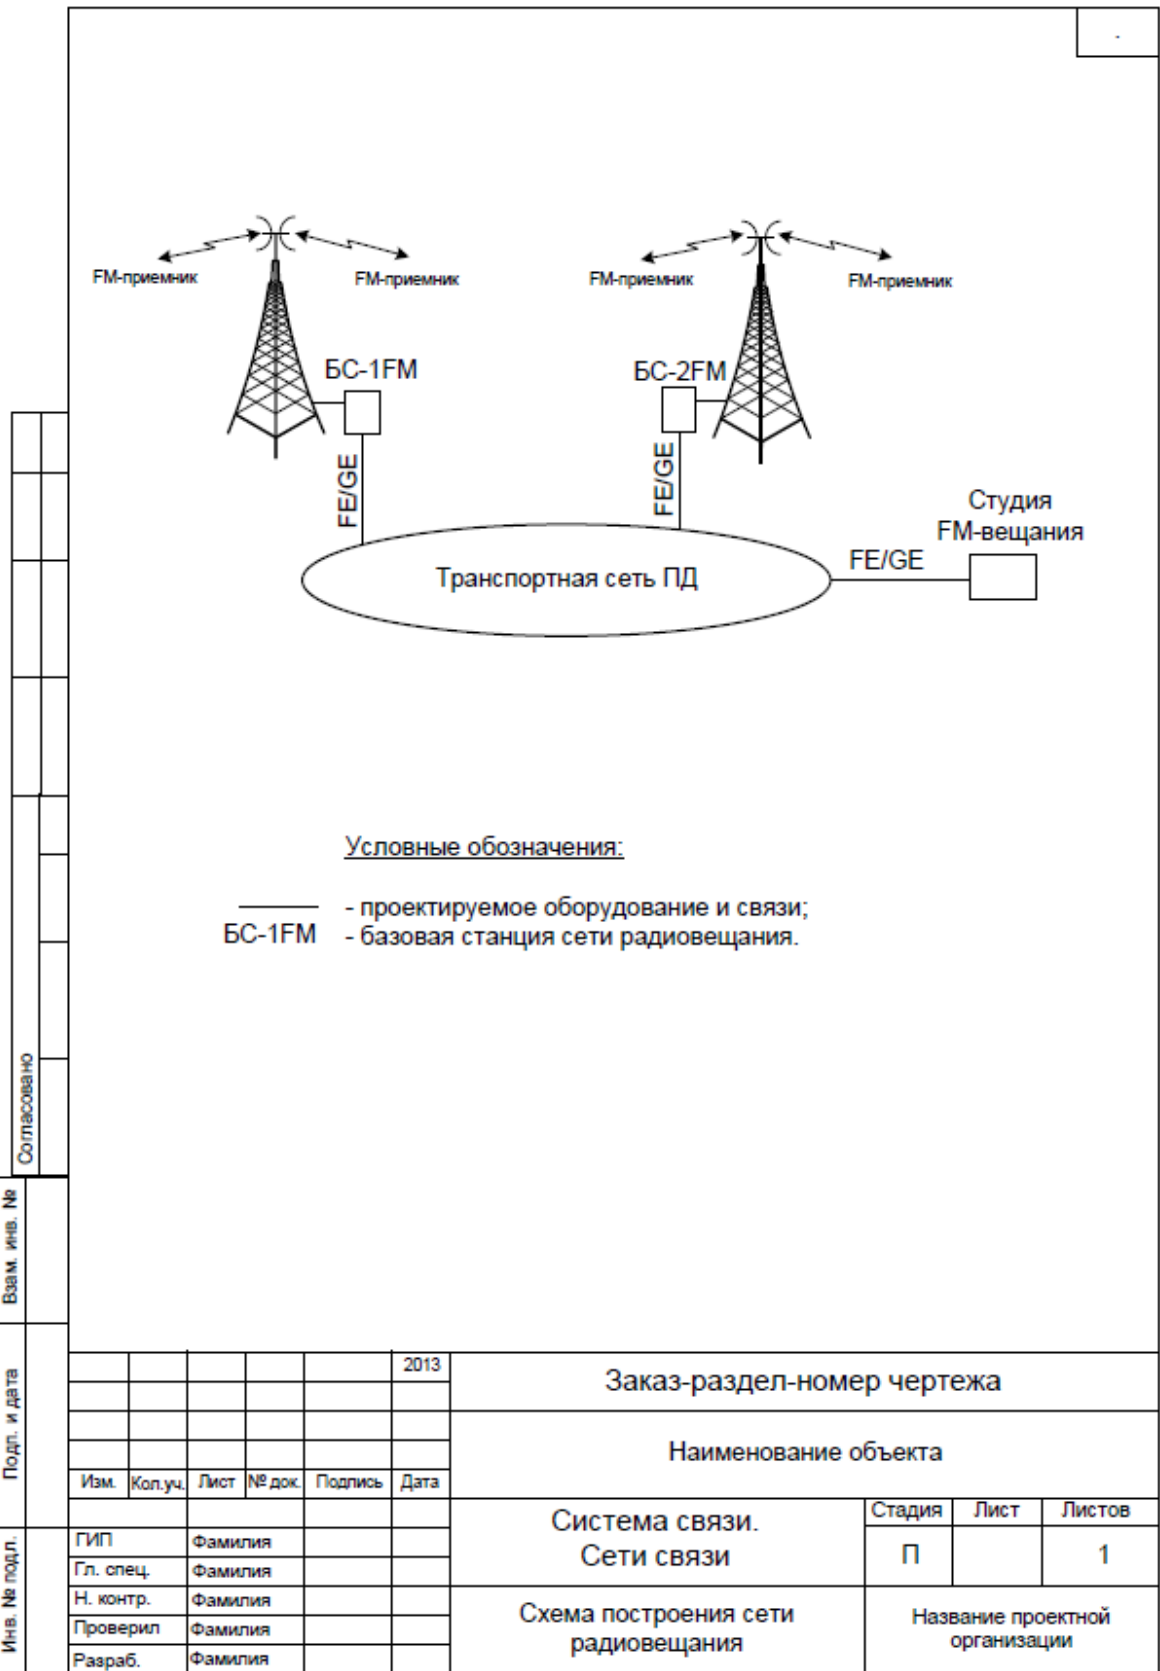 FM-приемник
FM-приемник
FM-приемник
FM-приемник
БС-1FM
БС-2FM
FE/GE
FE/GE
Студия
FM-вещания
FE/GE
Транспортная сеть ПД
Условные обозначения:
- проектируемое оборудование и связи;
БС-1FM - базовая станция сети радиовещания.
Согласовано
Взам. инв. №
Подп. и дата
Инв. № подл.
2013
Заказ-раздел-номер чертежа
Наименование объекта
Изм. Кол.уч. Лист № док. Подпись Дата
Система связи.
Сети связи
Стадия Лист Листов
П 1
ГИП Фамилия
Гл. спец. Фамилия
Н. контр. Фамилия
Проверил Фамилия
Разраб. Фамилия
Схема построения сети
радиовещания
Название проектной
организации